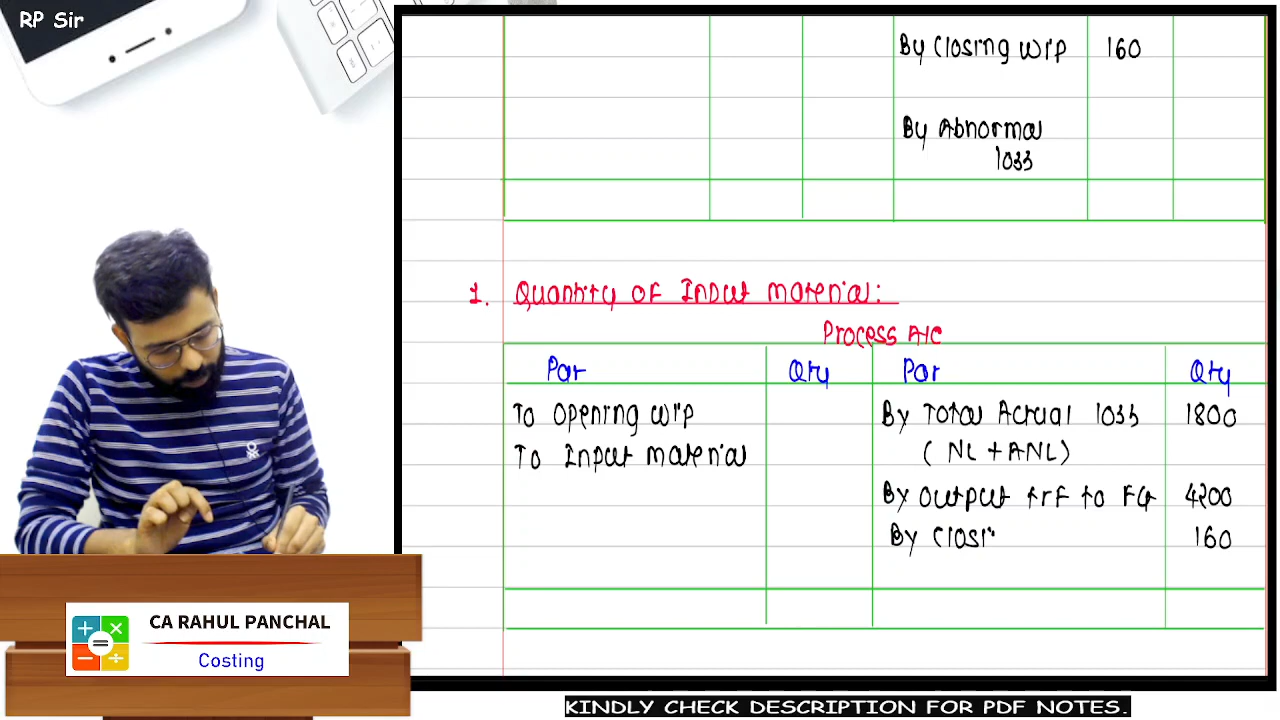 RP Sir
By Closing WIP 160
By Abnormal
loss
1. Quantity of Input material:
Process A/C
Par Qty Par Qty
To Opening WIP By Total Actual loss 1800
To Input material ( NL + ANL )
By Output trf to FG 4200
By Closi 160
CA RAHUL PANCHAL
Costing
KINDLY CHECK DESCRIPTION FOR PDF NOTES.